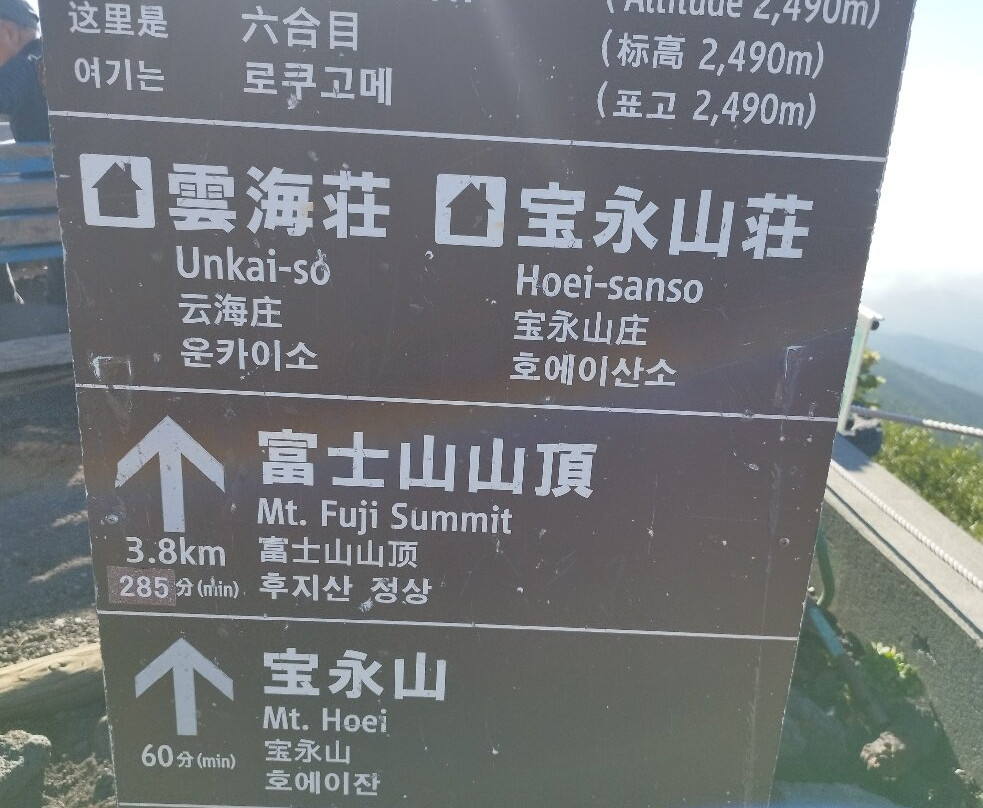 (Altitude 2,490m)
这里是 六合目 (标高 2,490m)
여기는 로쿠고메 (표고 2,490m)
雲海荘 宝永山荘
Unkai-so Hoei-sanso
云海庄 宝永山庄
운카이소 호에이산소
富士山山頂
Mt. Fuji Summit
3.8km 富士山山顶
285分(min) 후지산 정상
宝永山
Mt. Hoei
60分(min) 宝永山
호에이잔